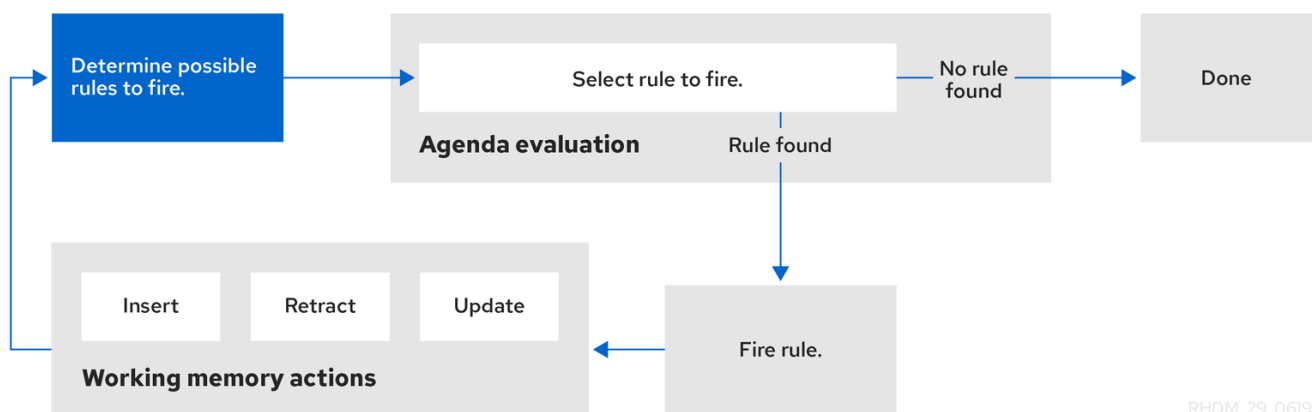 Determine possible
rules to fire.
Select rule to fire.
No rule
found
Done
Agenda evaluation
Rule found
Insert
Retract
Update
Fire rule.
Working memory actions
RHDM_29_0619